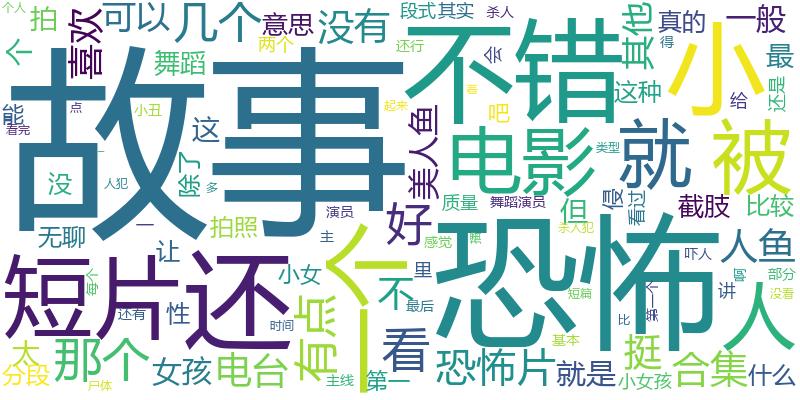 个人
拍
可以
几个
意思
没有
段式
其实
杀人
真的
一般
个
喜欢
舞蹈
两个
还行
会
不错
其他
得
小
最
能
看完
点
小丑
故事
这
起来
电影
这种
吧
给
还是
就
被
没
人犯
除了
多
美人鱼
类型
画
质量
舞蹈演员
但
侵
看过
截肢
比较
无聊
一
拍照
演员
主
好
感觉
恐怖
杀人犯
吓人
人鱼
部分
让
短片
还
个
里
不
小女
每个
还有
性
时间
有点
最后
看
短篇
比
第一个
讲
没看
人
太
那个
女孩
电台
主线
第一
恐怖片
基本
就是
挺
小女孩
合集
什么
分段
尸体